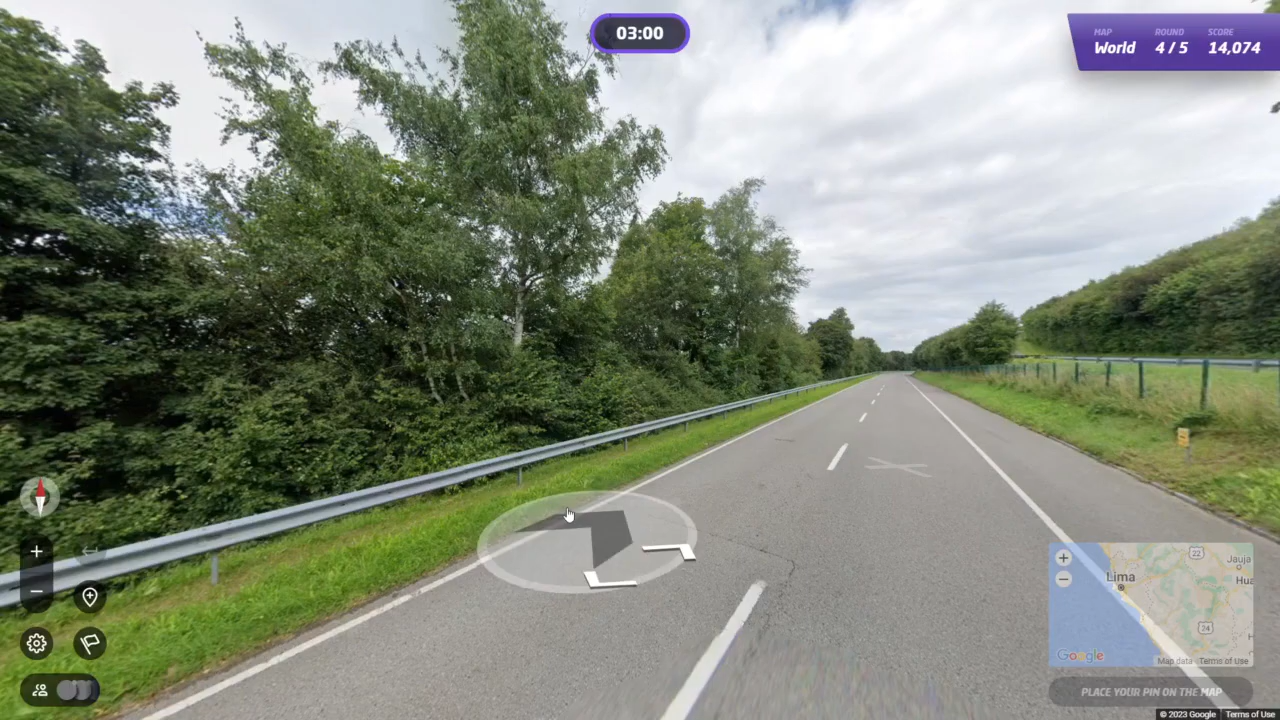 03:00
MAP ROUND SCORE
World 4 / 5 14,074
22
Jauja
Lima
Hua
24
H
Google
Map data Terms of Use
PLACE YOUR PIN ON THE MAP
© 2023 Google Terms of Use